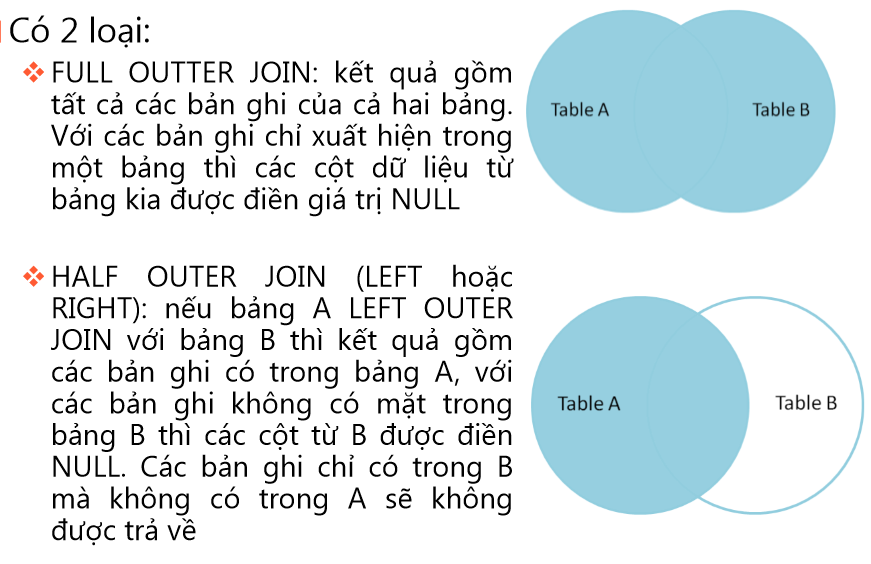 Có 2 loại:
FULL OUTTER JOIN: kết quả gồm
tất cả các bản ghi của cả hai bảng.
Với các bản ghi chỉ xuất hiện trong
một bảng thì các cột dữ liệu từ
bảng kia được điền giá trị NULL
Table A
Table B
HALF OUTER JOIN (LEFT hoặc
RIGHT): nếu bảng A LEFT OUTER
JOIN với bảng B thì kết quả gồm
các bản ghi có trong bảng A, với
các bản ghi không có mặt trong
bảng B thì các cột từ B được điền
NULL. Các bản ghi chỉ có trong B
mà không có trong A sẽ không
được trả về
Table A
Table B